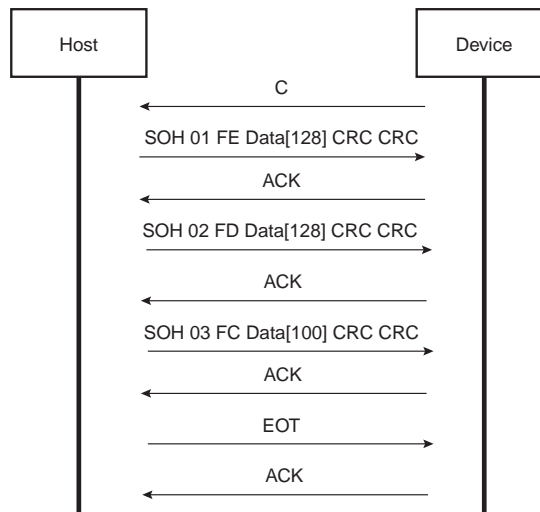 Host
Device
C
SOH 01 FE Data[128] CRC CRC
ACK
SOH 02 FD Data[128] CRC CRC
ACK
SOH 03 FC Data[100] CRC CRC
ACK
EOT
ACK